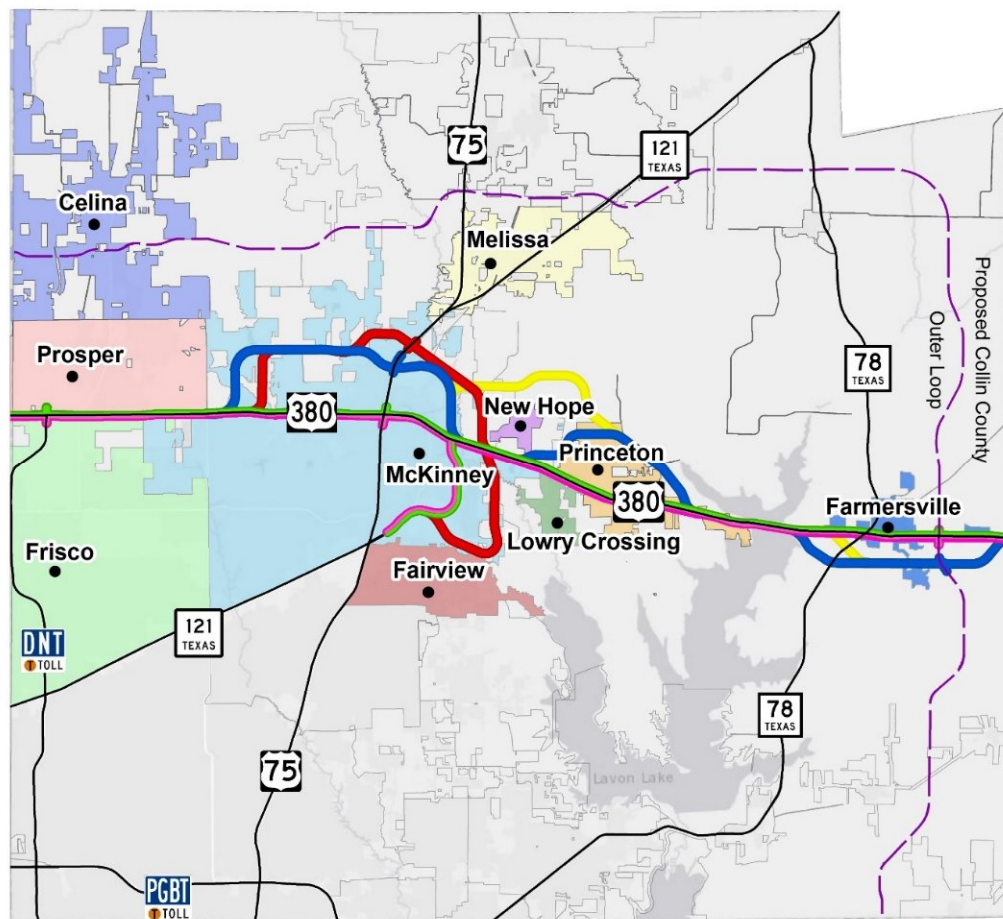 75
121
TEXAS
Celina
Melissa
Proposed Collin County
Outer Loop
Prosper
78
TEXAS
380
New Hope
McKinney
Princeton
380
Farmersville
Lowry Crossing
Frisco
Fairview
121
TEXAS
DNT
T TOLL
78
TEXAS
75
Lavon Lake
PGBT
T TOLL